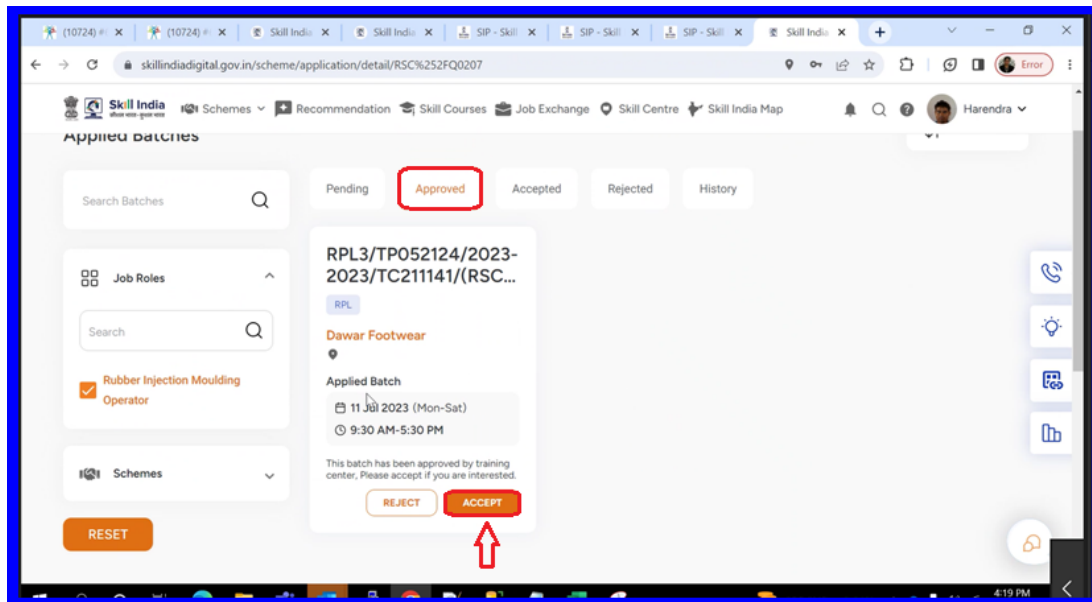 (10724) #
(10724) #
Skill India
Skill India
SIP - Skill
SIP - Skill
SIP - Skill
Skill India
skillindiadigital.gov.in/scheme/application/detail/RSC%252FQ0207
Error
Skill India
कौशल भारत - कुशल भारत
Schemes
Recommendation
Skill Courses
Job Exchange
Skill Centre
Skill India Map
Harendra
Applied Batches
Search Batches
Pending
Approved
Accepted
Rejected
History
Job Roles
Search
Rubber Injection Moulding
Operator
Schemes
RESET
RPL3/TP052124/2023-
2023/TC211141/(RSC...
RPL
Dawar Footwear
Applied Batch
11 Jul 2023 (Mon-Sat)
9:30 AM-5:30 PM
This batch has been approved by training
center, Please accept if you are interested.
REJECT
ACCEPT
4:19 PM